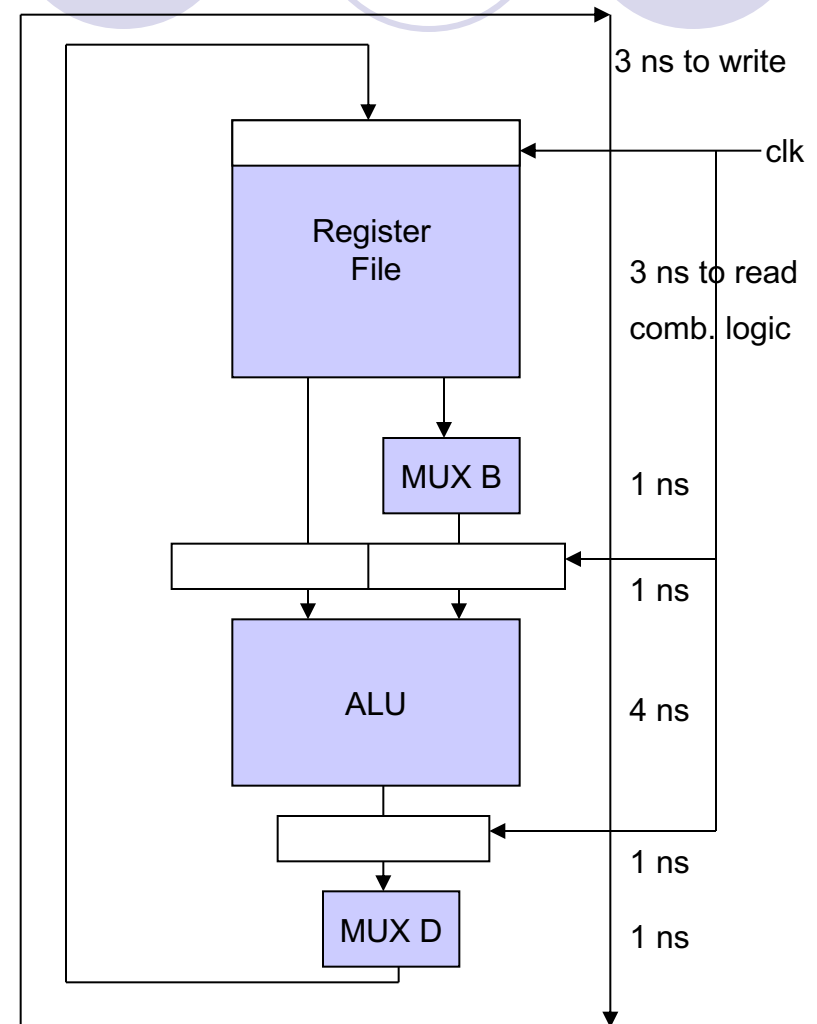 3 ns to write
clk
Register
File
3 ns to read
comb. logic
MUX B
1 ns
1 ns
ALU
4 ns
1 ns
MUX D
1 ns